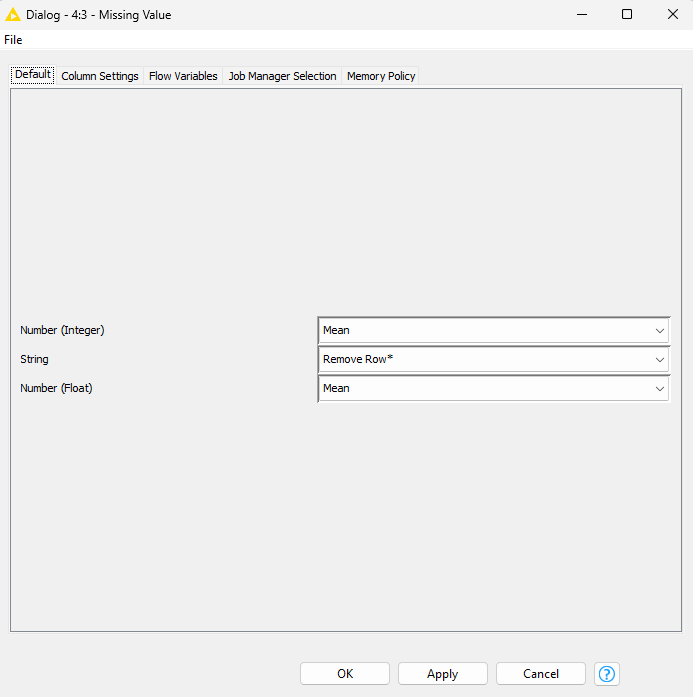 Dialog - 4:3 - Missing Value
File
Default Column Settings Flow Variables Job Manager Selection Memory Policy
Number (Integer) Mean
String Remove Row*
Number (Float) Mean
OK Apply Cancel ?